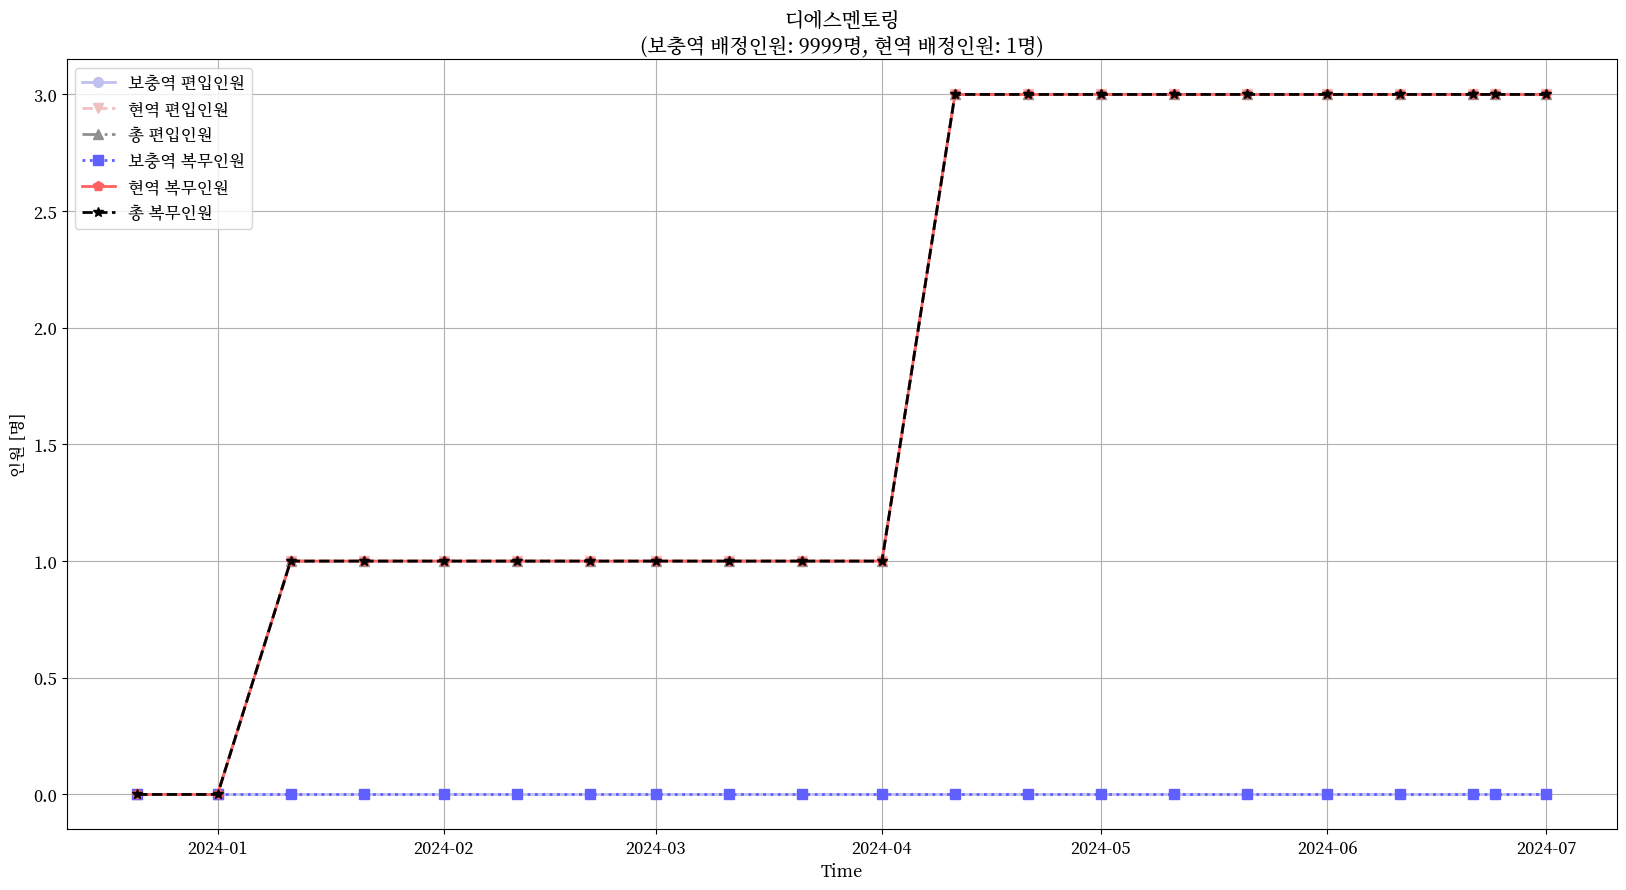 디에스멘토링
(보충역 배정인원: 9999명, 현역 배정인원: 1명)
보충역 편입인원
현역 편입인원
총 편입인원
보충역 복무인원
현역 복무인원
총 복무인원
3.0
2.5
2.0
1.5
1.0
0.5
0.0
인원 [명]
2024-01 2024-02 2024-03 2024-04 2024-05 2024-06 2024-07
Time